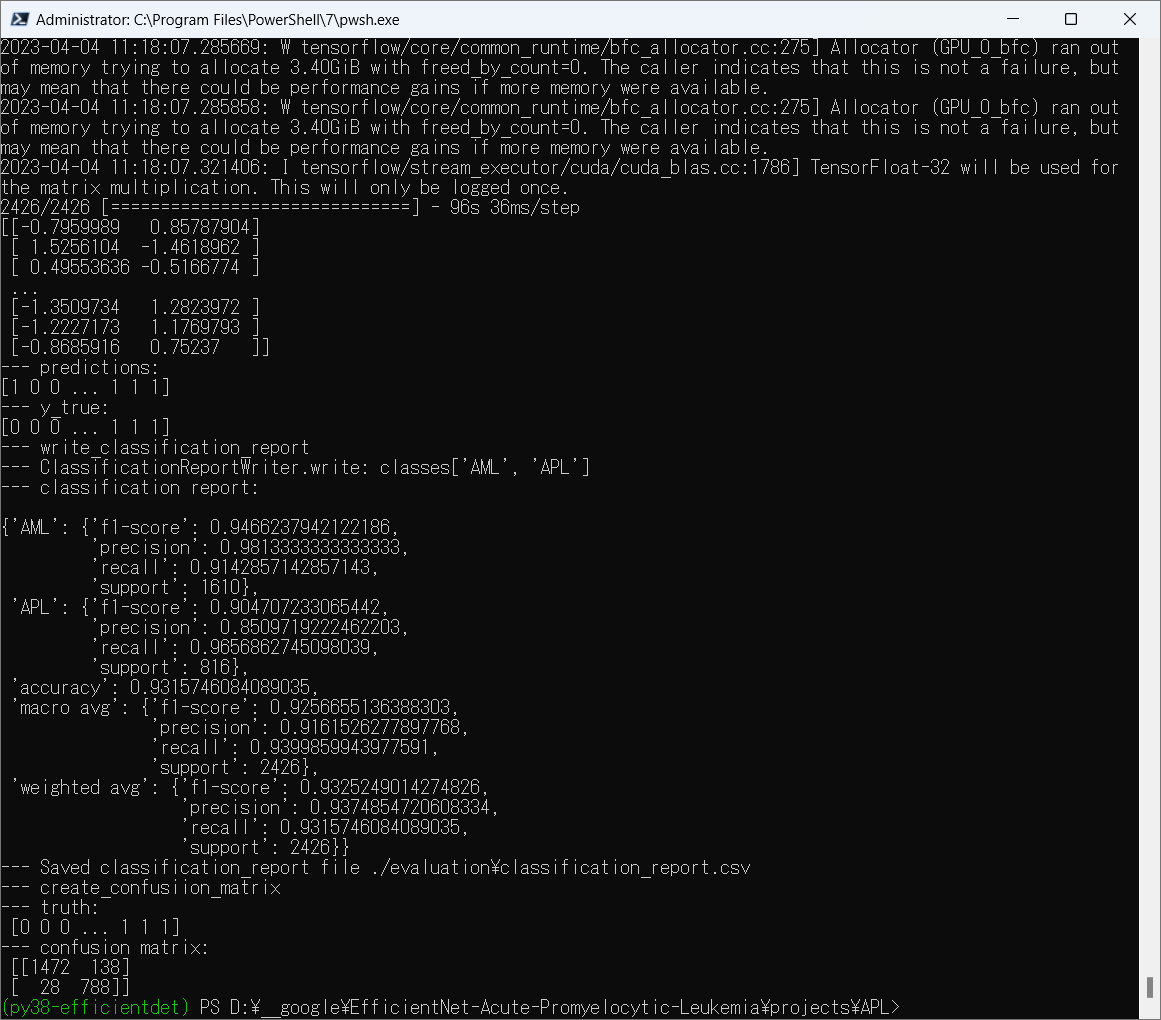 Administrator: C:\Program Files\PowerShell\7\pwsh.exe
2023-04-04 11:18:07.285669: W tensorflow/core/common_runtime/bfc_allocator.cc:275] Allocator (GPU_0_bfc) ran out
of memory trying to allocate 3.40GiB with freed_by_count=0. The caller indicates that this is not a failure, but
may mean that there could be performance gains if more memory were available.
2023-04-04 11:18:07.285858: W tensorflow/core/common_runtime/bfc_allocator.cc:275] Allocator (GPU_0_bfc) ran out
of memory trying to allocate 3.40GiB with freed_by_count=0. The caller indicates that this is not a failure, but
may mean that there could be performance gains if more memory were available.
2023-04-04 11:18:07.321406: I tensorflow/stream_executor/cuda/cuda_blas.cc:1786] TensorFloat-32 will be used for
the matrix multiplication. This will only be logged once.
2426/2426 [==============================] - 96s 36ms/step
[[-0.7959989   0.85787904]
 [ 1.5256104  -1.4618962 ]
 [ 0.49553636 -0.5166774 ]
 ...
 [-1.3509734   1.2823972 ]
 [-1.2227173   1.1769793 ]
 [-0.8685916   0.75237   ]]
--- predictions:
[1 0 0 ... 1 1 1]
--- y_true:
[0 0 0 ... 1 1 1]
--- write_classification_report
--- ClassificationReportWriter.write: classes['AML', 'APL']
--- classification report:
{'AML': {'f1-score': 0.9466237942122186,
         'precision': 0.9813333333333333,
         'recall': 0.9142857142857143,
         'support': 1610},
 'APL': {'f1-score': 0.904707233065442,
         'precision': 0.8509719222462203,
         'recall': 0.9656862745098039,
         'support': 816},
 'accuracy': 0.9315746084089035,
 'macro avg': {'f1-score': 0.9256655136388303,
               'precision': 0.9161526277897768,
               'recall': 0.9399859943977591,
               'support': 2426},
 'weighted avg': {'f1-score': 0.9325249014274826,
                  'precision': 0.9374854720608334,
                  'recall': 0.9315746084089035,
                  'support': 2426}}
--- Saved classification_report file ./evaluation¥classification_report.csv
--- create_confusiion_matrix
--- truth:
 [0 0 0 ... 1 1 1]
--- confusion matrix:
 [[1472  138]
 [  28  788]]
(py38-efficientdet) PS D:¥__google¥EfficientNet-Acute-Promyelocytic-Leukemia¥projects¥APL>